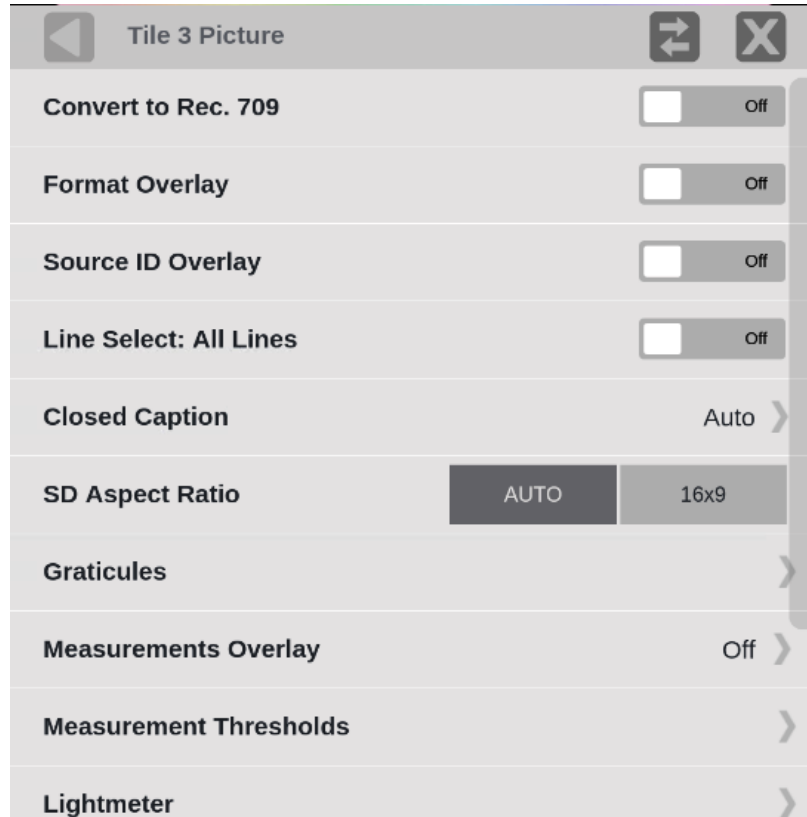 Tile 3 Picture
Convert to Rec. 709 Off
Format Overlay Off
Source ID Overlay Off
Line Select: All Lines Off
Closed Caption Auto
SD Aspect Ratio AUTO 16x9
Graticules
Measurements Overlay Off
Measurement Thresholds
Lightmeter